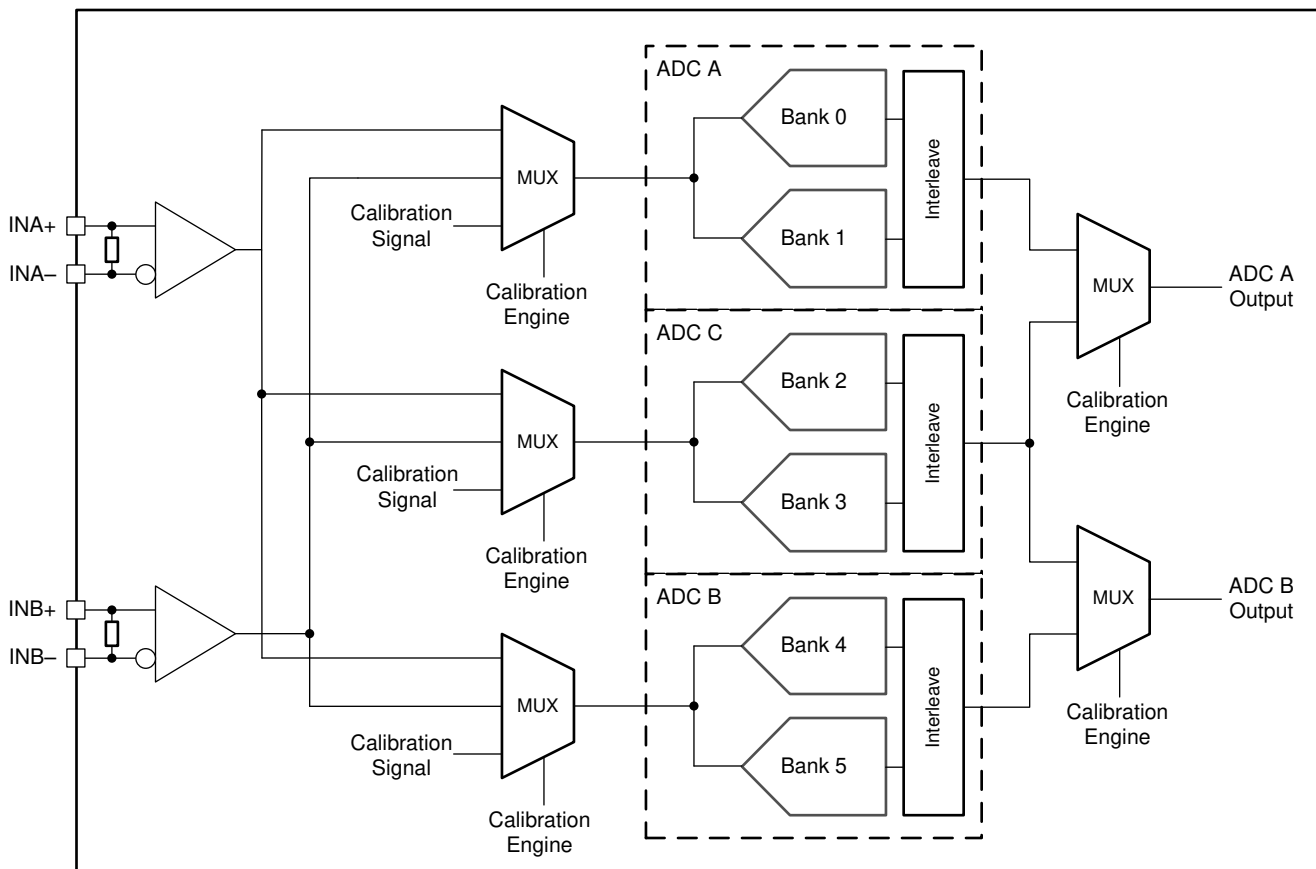 ADC A
Bank 0
Bank 1
Interleave
MUX
Calibration
Signal
Calibration
Engine
INA+
INA–
MUX
ADC A
Output
Calibration
Engine
ADC C
Bank 2
Bank 3
Interleave
MUX
Calibration
Signal
Calibration
Engine
INB+
INB–
ADC B
Bank 4
Bank 5
Interleave
MUX
Calibration
Signal
Calibration
Engine
MUX
ADC B
Output
Calibration
Engine